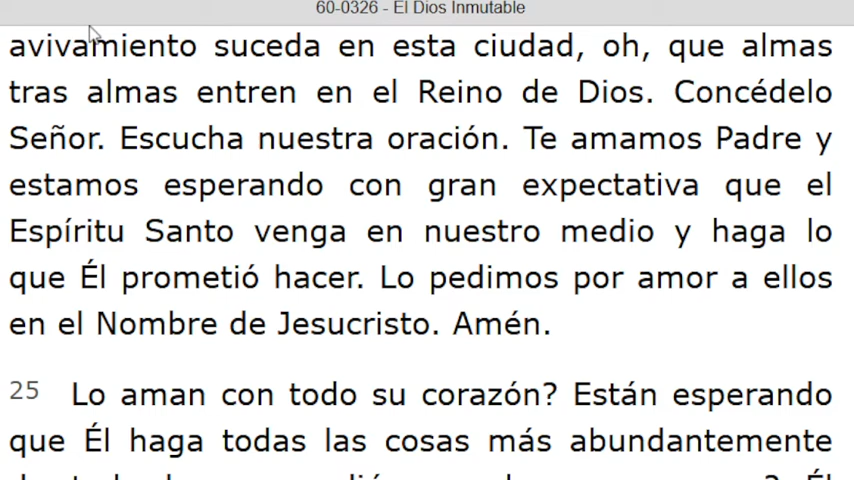 60-0326 - El Dios Inmutable
avivamiento suceda en esta ciudad, oh, que almas
tras almas entren en el Reino de Dios. Concédelo
Señor. Escucha nuestra oración. Te amamos Padre y
estamos esperando con gran expectativa que el
Espíritu Santo venga en nuestro medio y haga lo
que Él prometió hacer. Lo pedimos por amor a ellos
en el Nombre de Jesucristo. Amén.
25 Lo aman con todo su corazón? Están esperando
que Él haga todas las cosas más abundantemente
Él